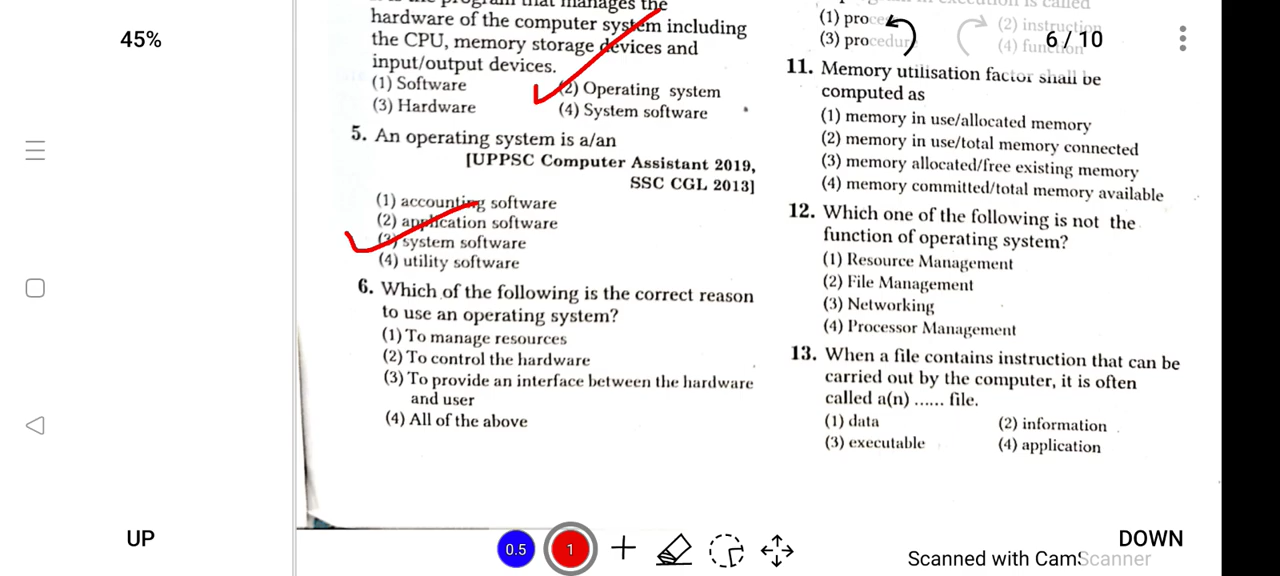 45%
hardware of the computer system including
the CPU, memory storage devices and
input/output devices.
(1) Software
(2) Operating system
(3) Hardware
(4) System software
5. An operating system is a/an
[UPPSC Computer Assistant 2019,
SSC CGL 2013]
(1) accounting software
(2) application software
(3) system software
(4) utility software
6. Which of the following is the correct reason
to use an operating system?
(1) To manage resources
(2) To control the hardware
(3) To provide an interface between the hardware
and user
(4) All of the above
(2) instruction
(4) function
6 / 10
11. Memory utilisation factor shall be
computed as
(1) memory in use/allocated memory
(2) memory in use/total memory connected
(3) memory allocated/free existing memory
(4) memory committed/total memory available
12. Which one of the following is not the
function of operating system?
(1) Resource Management
(2) File Management
(3) Networking
(4) Processor Management
13. When a file contains instruction that can be
carried out by the computer, it is often
called a(n) ...... file.
(1) data
(2) information
(3) executable
(4) application
UP
0.5
1
DOWN
Scanned with CamScanner